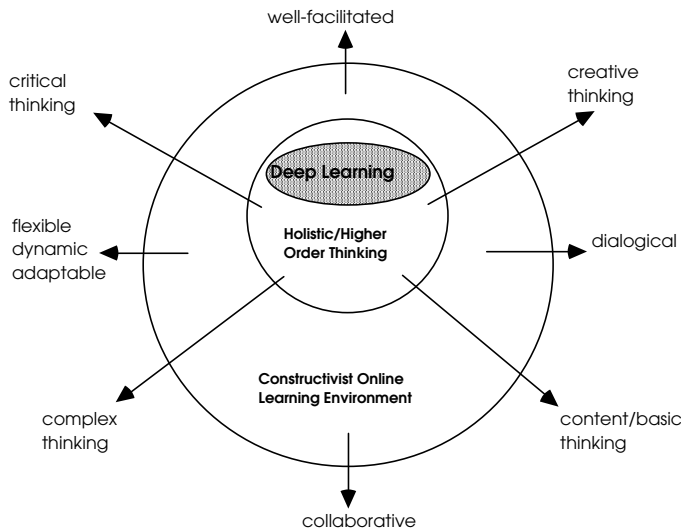 well-facilitated
critical
thinking
creative
thinking
Deep Learning
flexible
dynamic
adaptable
Holistic/Higher
Order Thinking
dialogical
Constructivist Online
Learning Environment
complex
thinking
content/basic
thinking
collaborative